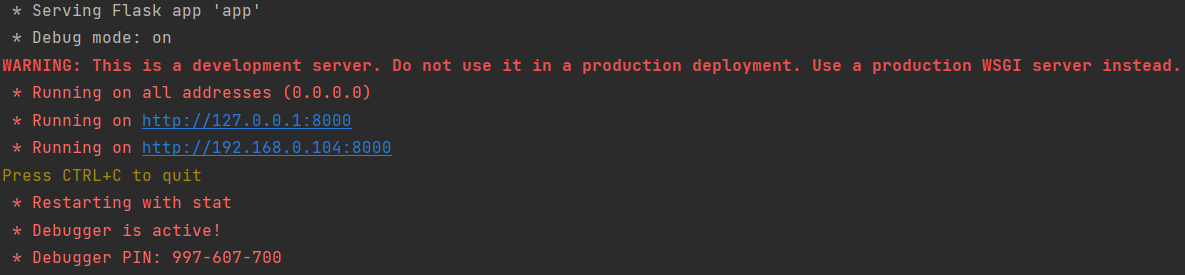 * Serving Flask app 'app'
* Debug mode: on
WARNING: This is a development server. Do not use it in a production deployment. Use a production WSGI server instead.
* Running on all addresses (0.0.0.0)
* Running on http://127.0.0.1:8000
* Running on http://192.168.0.104:8000
Press CTRL+C to quit
* Restarting with stat
* Debugger is active!
* Debugger PIN: 997-607-700